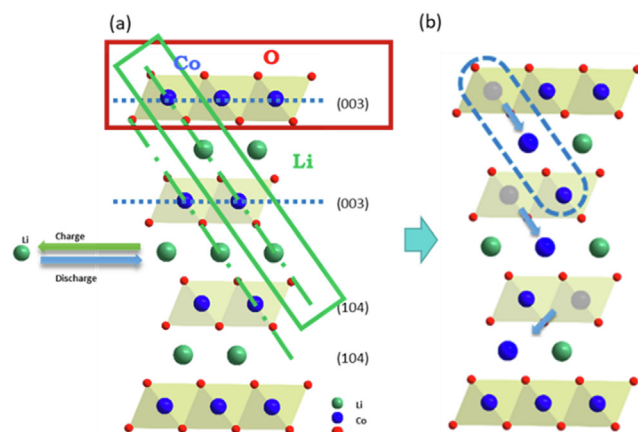 (a)
(b)
Co
O
(003)
Li
(003)
Li
Charge
Discharge
(104)
(104)
Li
Co